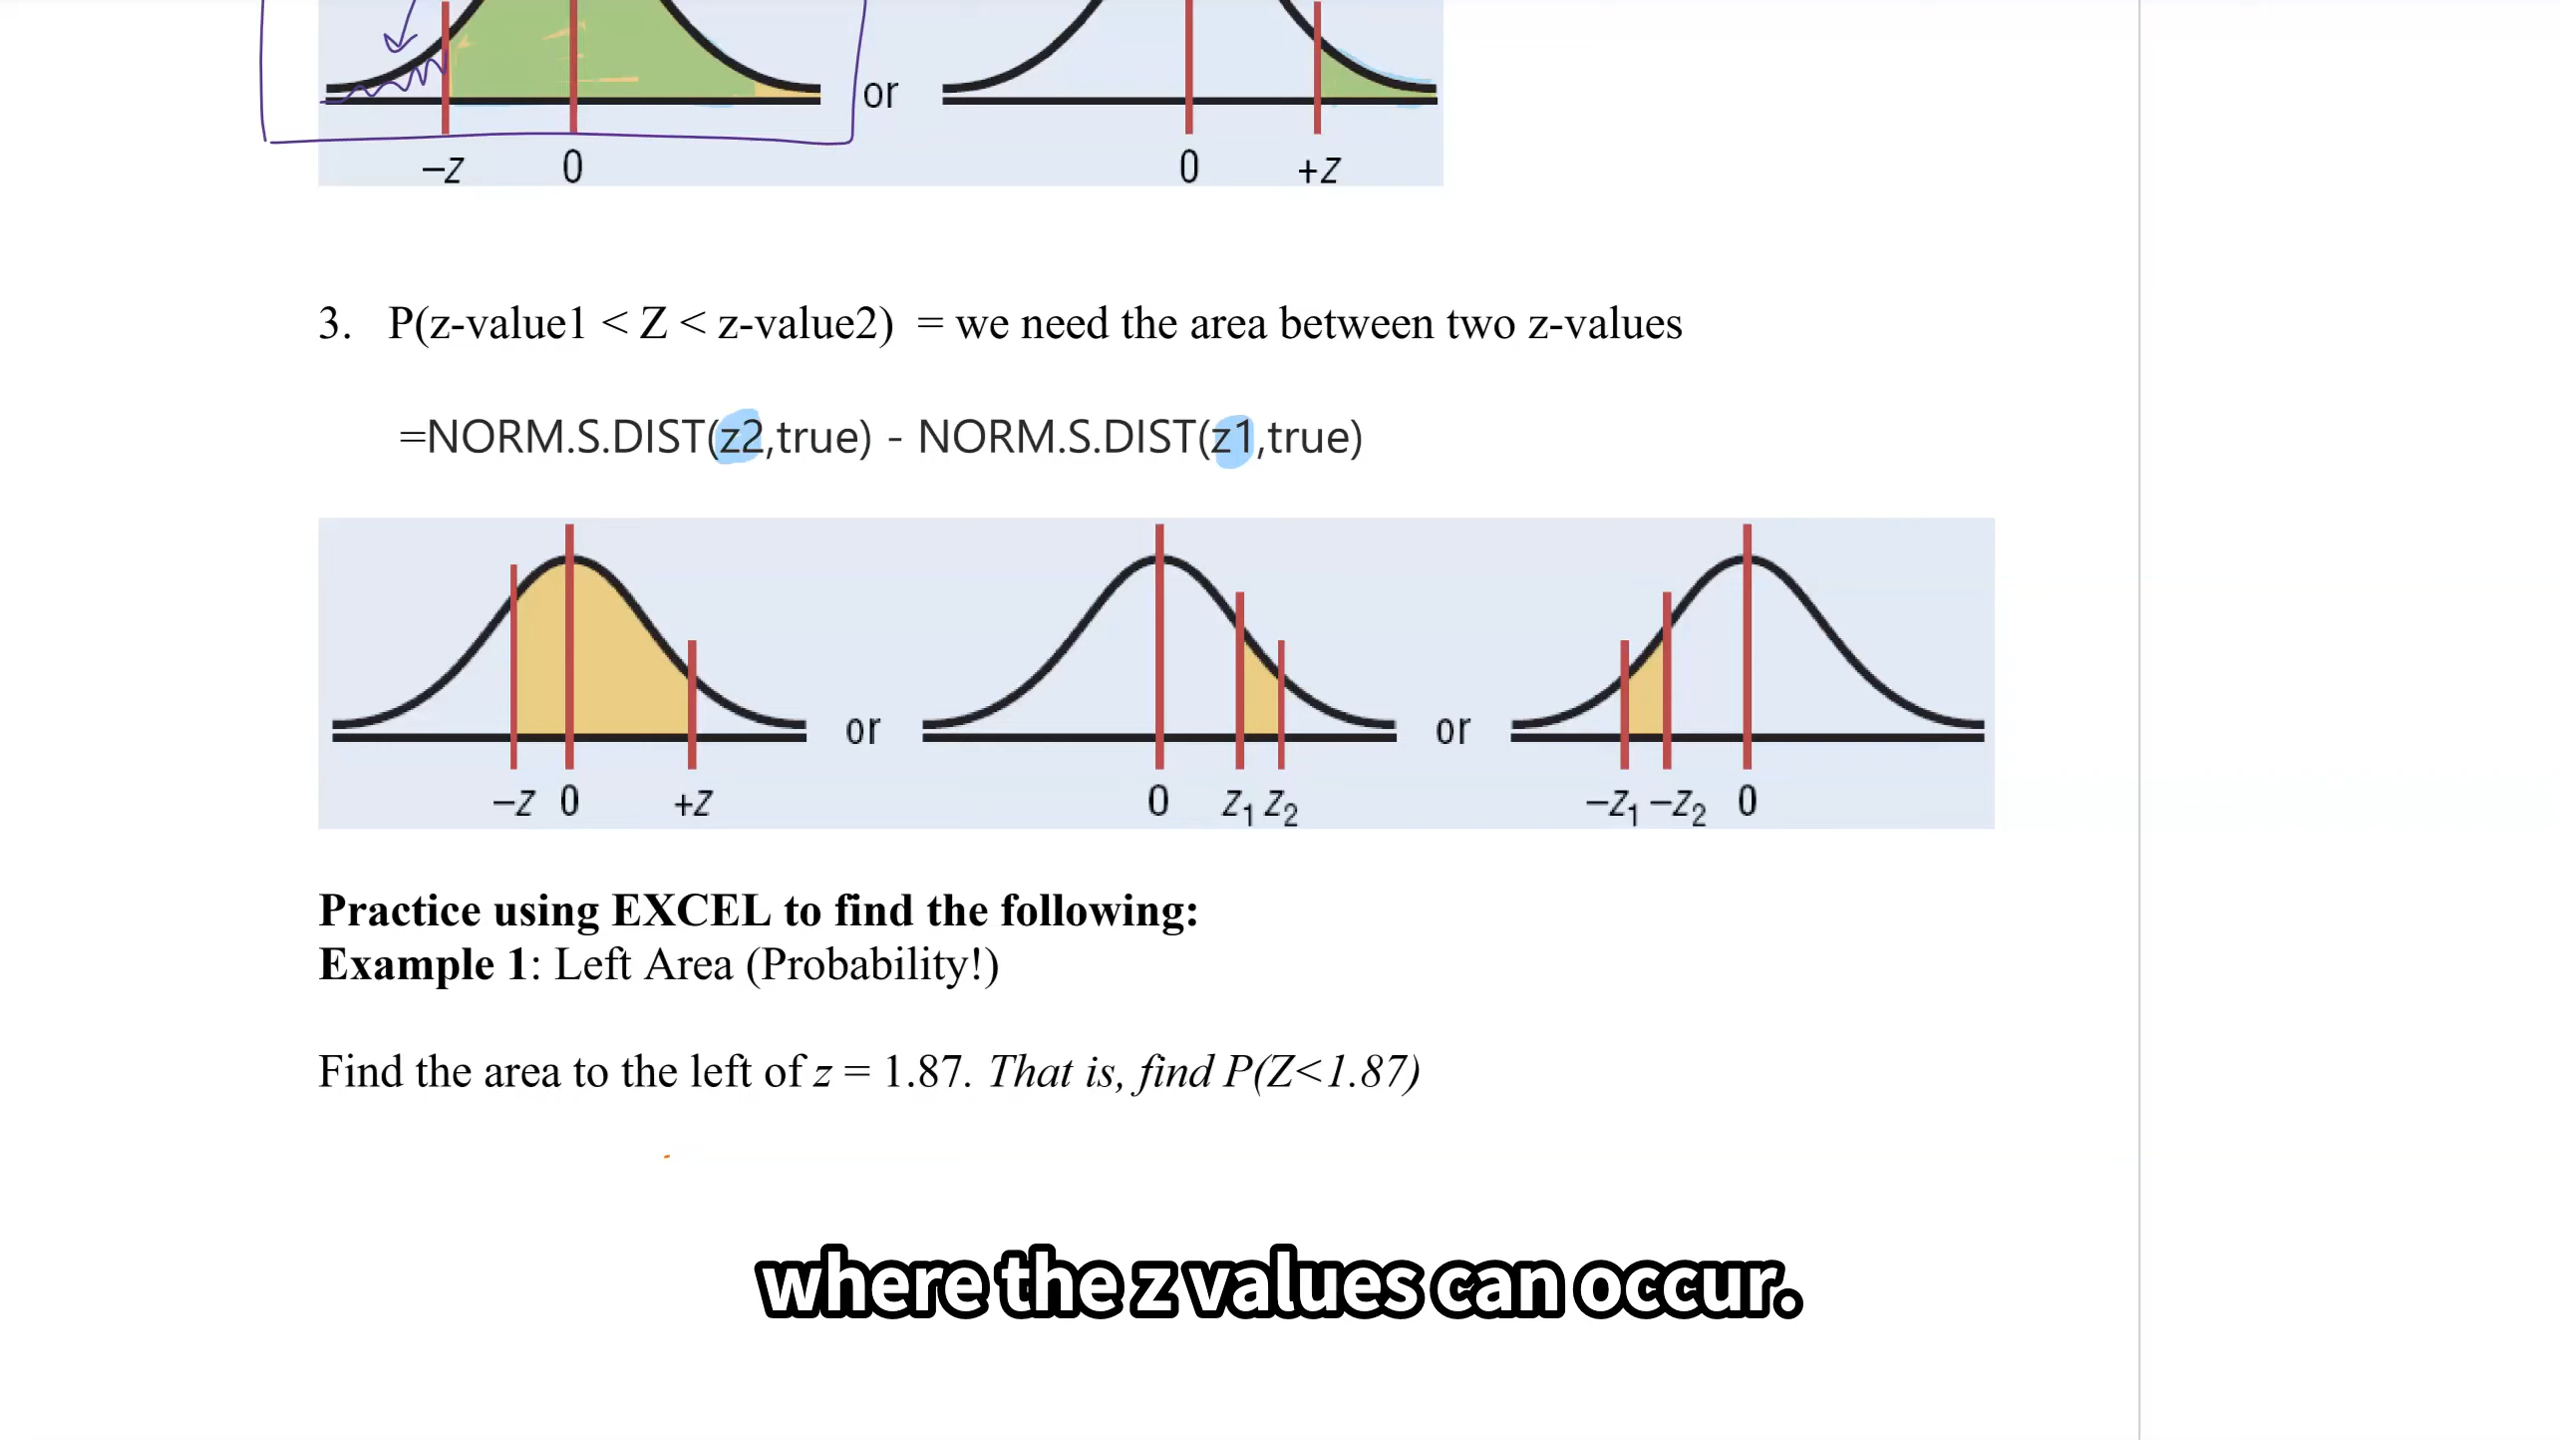 or
–z 0 0 +z
3. P(z-value1 < Z < z-value2) = we need the area between two z-values
=NORM.S.DIST(z2,true) - NORM.S.DIST(z1,true)
or or
–z 0 +z 0 z₁ z₂ –z₁ –z₂ 0
Practice using EXCEL to find the following:
Example 1: Left Area (Probability!)
Find the area to the left of z = 1.87. That is, find P(Z<1.87)
where the z values can occur.